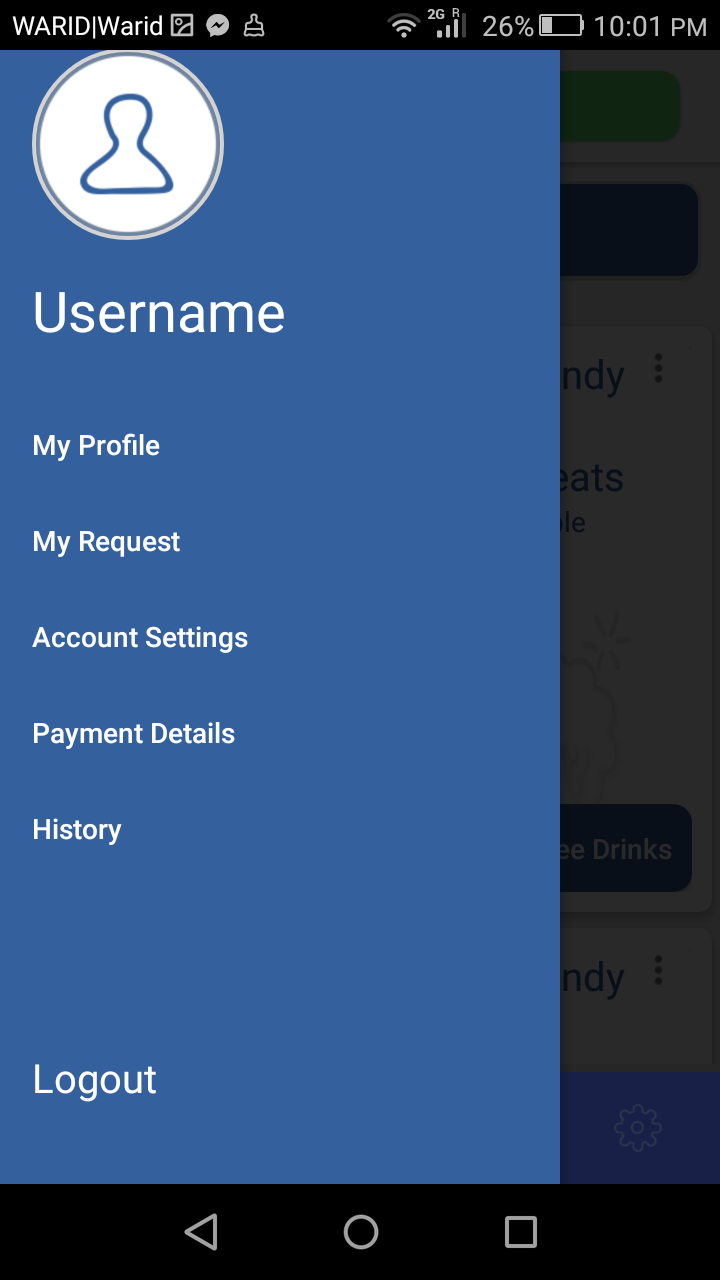 WARID|Warid 2G R 26% 10:01 PM
Username
ndy
My Profile
eats
My Request
Account Settings
Payment Details
History
ee Drinks
ndy
Logout